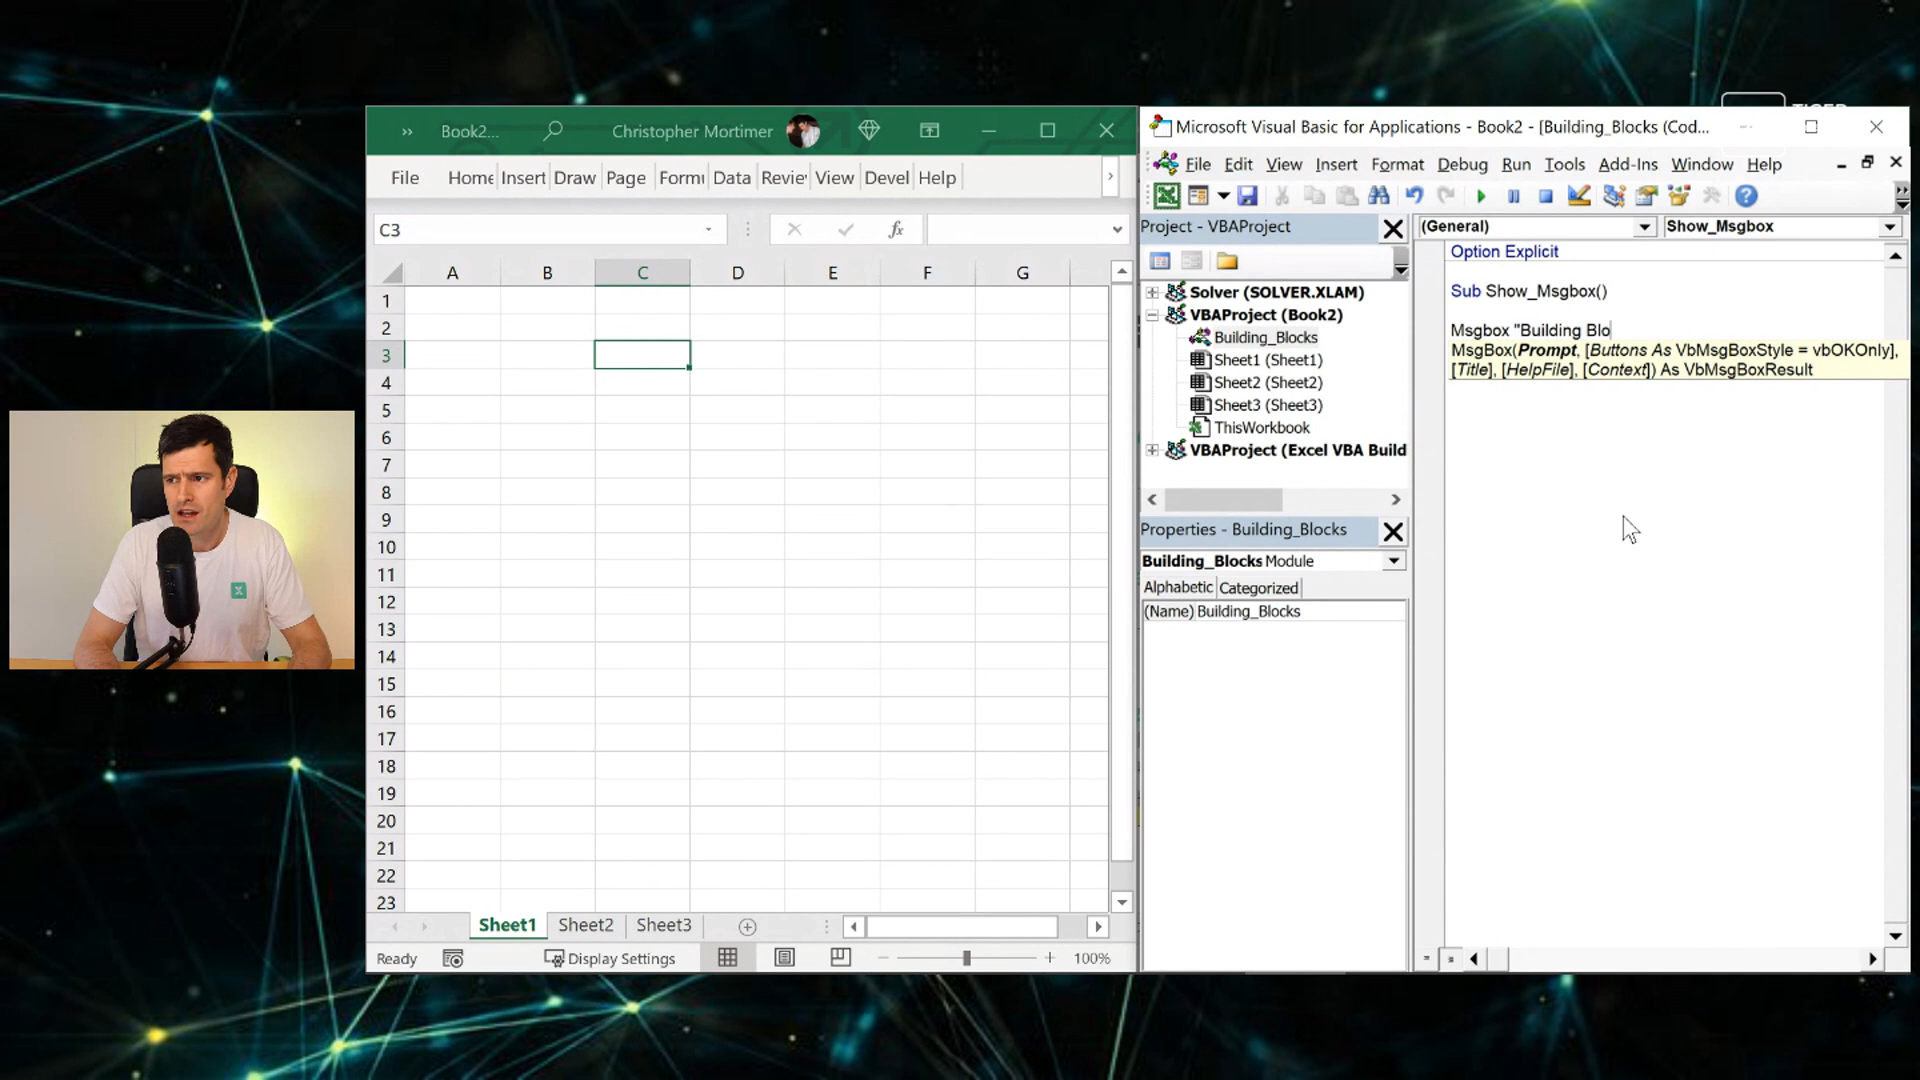 TIGER
Book2...
Christopher Mortimer
File Home Insert Draw Page Formu Data Review View Devel Help
C3
fx
A B C D E F G
1
2
3
4
5
6
7
8
9
10
11
12
13
14
15
16
17
18
19
20
21
22
23
Sheet1 Sheet2 Sheet3
Ready
Display Settings
100%
Microsoft Visual Basic for Applications - Book2 - [Building_Blocks (Cod...
File Edit View Insert Format Debug Run Tools Add-Ins Window Help
Project - VBAProject
Solver (SOLVER.XLAM)
VBAProject (Book2)
Building_Blocks
Sheet1 (Sheet1)
Sheet2 (Sheet2)
Sheet3 (Sheet3)
ThisWorkbook
VBAProject (Excel VBA Build
Properties - Building_Blocks
Building_Blocks Module
Alphabetic Categorized
(Name) Building_Blocks
(General)
Show_Msgbox
Option Explicit
Sub Show_Msgbox()
Msgbox "Building Blo
MsgBox(Prompt, [Buttons As VbMsgBoxStyle = vbOKOnly],
[Title], [HelpFile], [Context]) As VbMsgBoxResult